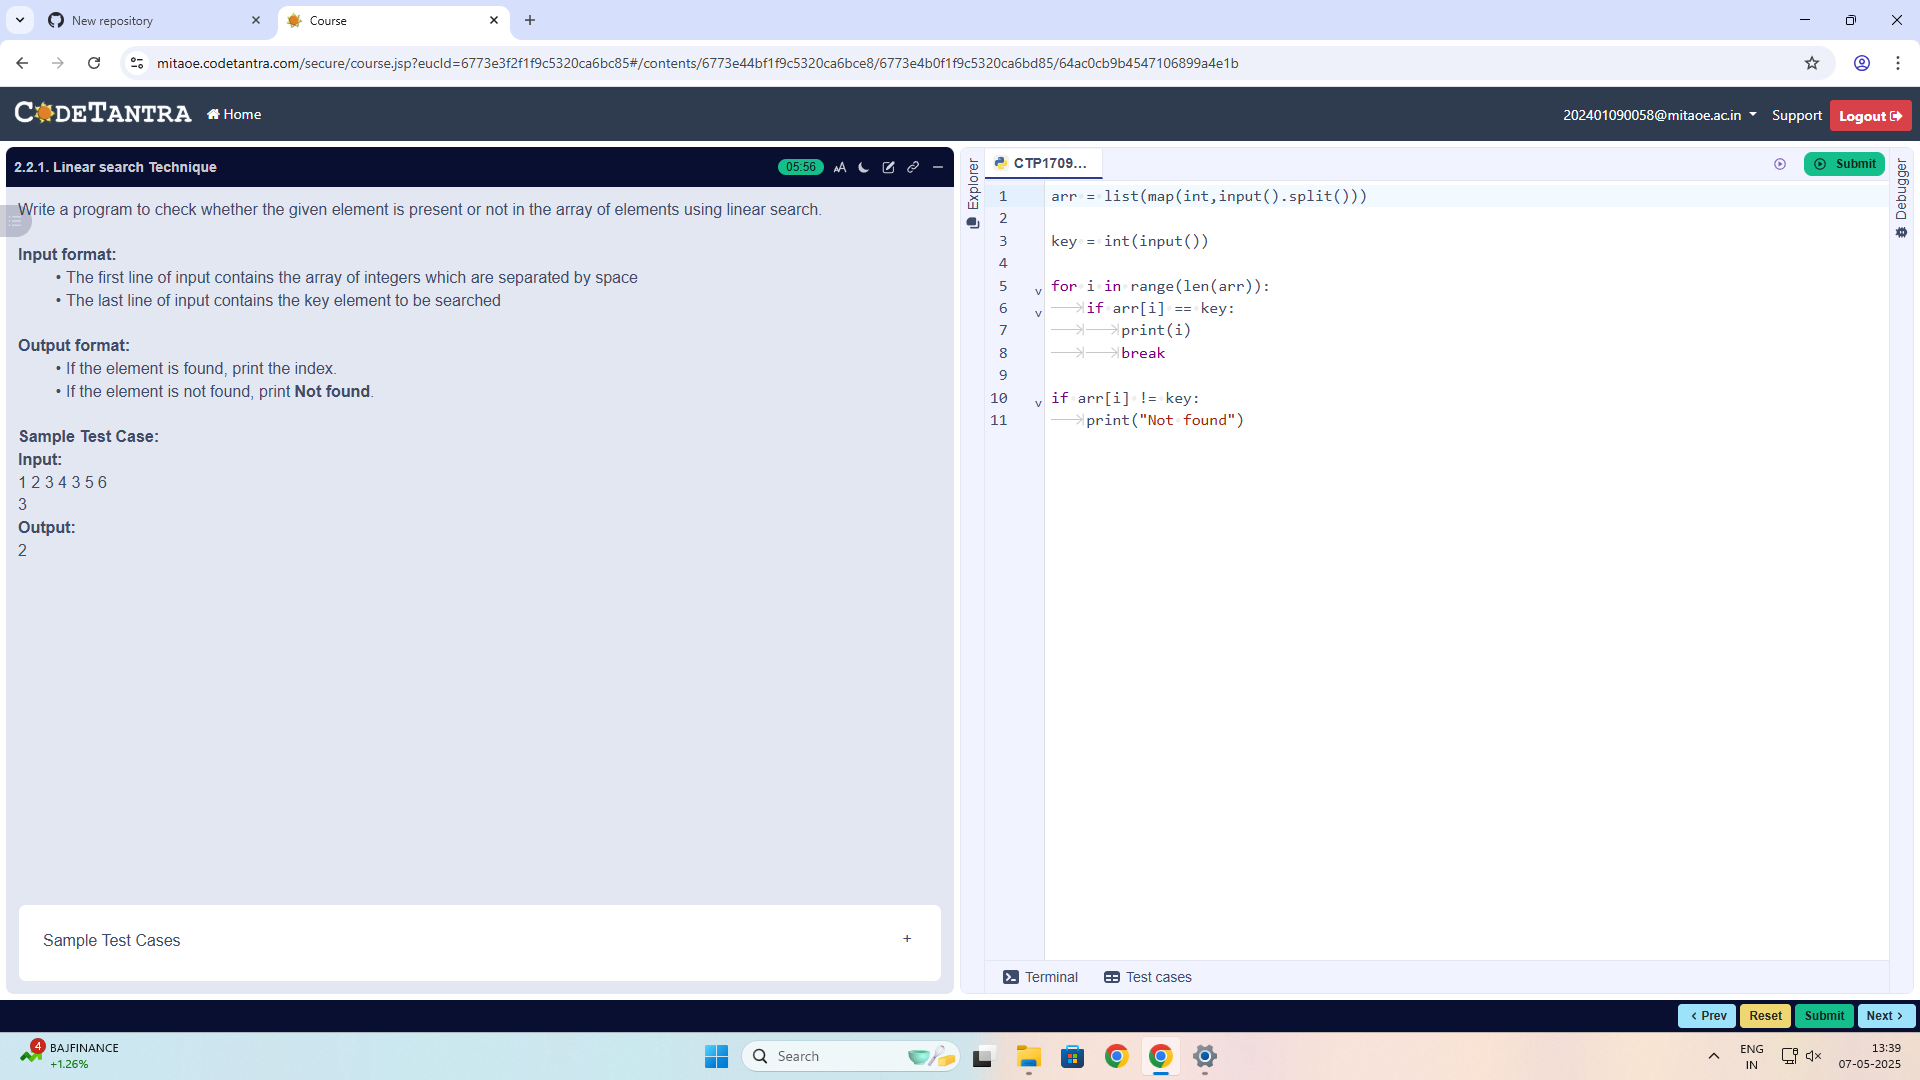 New repository
Course
mitaoe.codetantra.com/secure/course.jsp?eucId=6773e3f2f1f9c5320ca6bc85#/contents/6773e44bf1f9c5320ca6bce8/6773e4b0f1f9c5320ca6bd85/64ac0cb9b4547106899a4e1b
CODETANTRA
Home
202401090058@mitaoe.ac.in
Support
Logout
2.2.1. Linear search Technique
05:56
AA
Write a program to check whether the given element is present or not in the array of elements using linear search.
Input format:
• The first line of input contains the array of integers which are separated by space
• The last line of input contains the key element to be searched
Output format:
• If the element is found, print the index.
• If the element is not found, print Not found.
Sample Test Case:
Input:
1 2 3 4 3 5 6
3
Output:
2
Sample Test Cases
+
Explorer
CTP1709...
Submit
Debugger
1 arr = list(map(int,input().split()))
2
3 key = int(input())
4
5 for i in range(len(arr)):
6 if arr[i] == key:
7 print(i)
8 break
9
10 if arr[i] != key:
11 print("Not found")
Terminal
Test cases
< Prev
Reset
Submit
Next >
4
BAJFINANCE
+1.26%
Search
ENG
IN
13:39
07-05-2025